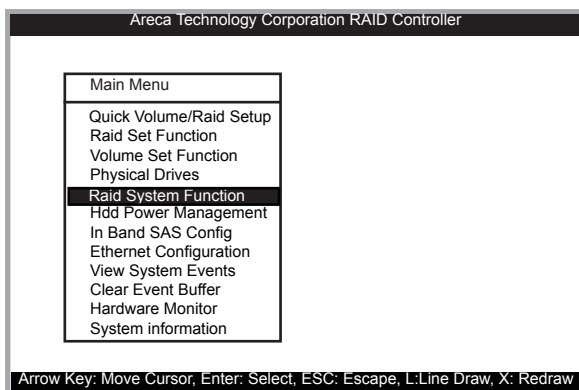 Areca Technology Corporation RAID Controller
Main Menu
Quick Volume/Raid Setup
Raid Set Function
Volume Set Function
Physical Drives
Raid System Function
Hdd Power Management
In Band SAS Config
Ethernet Configuration
View System Events
Clear Event Buffer
Hardware Monitor
System information
Arrow Key: Move Cursor, Enter: Select, ESC: Escape, L:Line Draw, X: Redraw